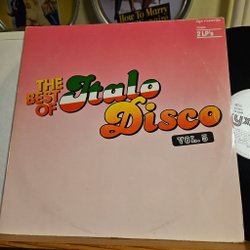 How To Marry
2 LP's
THE
BEST
OF
Italo
Disco
VOL. 5